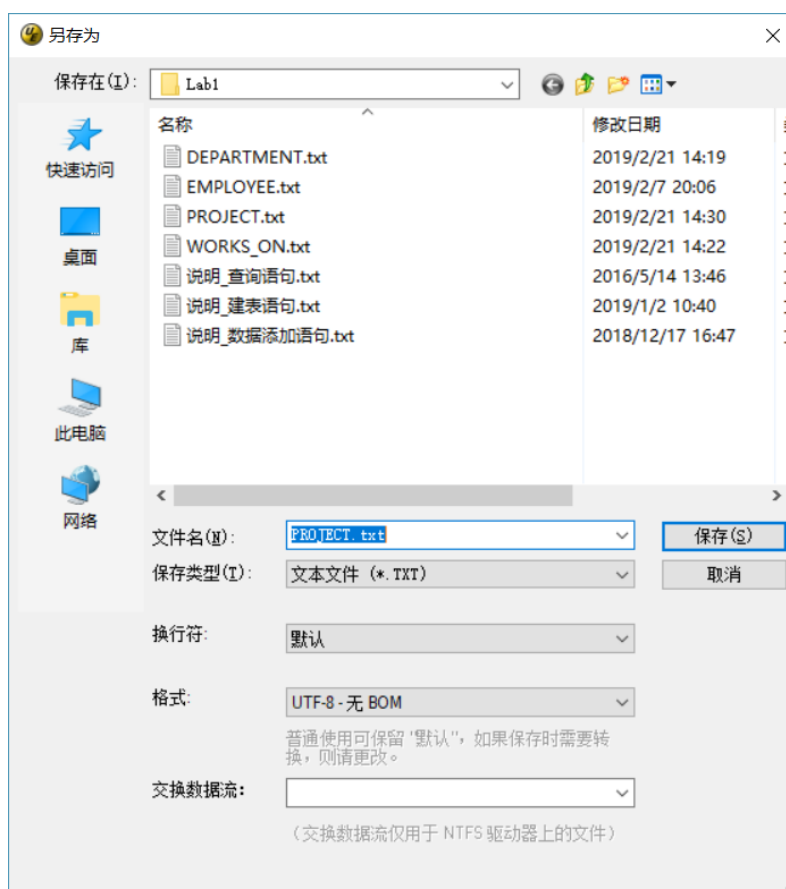 另存为
保存在(I): Lab1
名称 修改日期
DEPARTMENT.txt 2019/2/21 14:19
EMPLOYEE.txt 2019/2/7 20:06
PROJECT.txt 2019/2/21 14:30
WORKS_ON.txt 2019/2/21 14:22
说明_查询语句.txt 2016/5/14 13:46
说明_建表语句.txt 2019/1/2 10:40
说明_数据添加语句.txt 2018/12/17 16:47
快速访问
桌面
库
此电脑
网络
文件名(N): PROJECT.txt 保存(S)
保存类型(T): 文本文件 (*.TXT) 取消
换行符: 默认
格式: UTF-8 - 无 BOM
普通使用可保留 '默认"，如果保存时需要转
换，则请更改。
交换数据流：
（交换数据流仅用于 NTFS 驱动器上的文件）